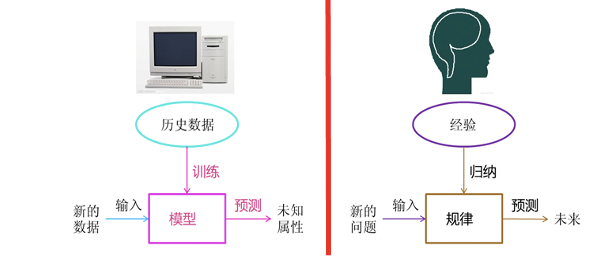 历史数据
训练
新的
数据
输入
模型
预测
未知
属性
经验
归纳
新的
问题
输入
规律
预测
未来